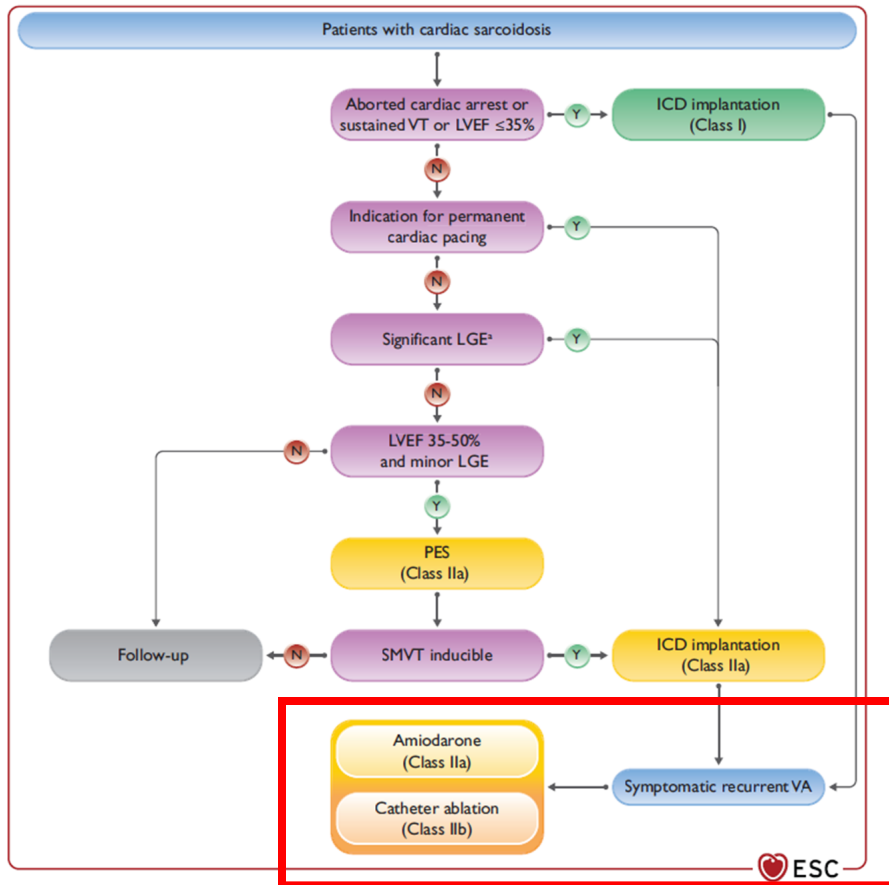 Patients with cardiac sarcoidosis
Aborted cardiac arrest or
sustained VT or LVEF ≤35%
Y
ICD implantation
(Class I)
N
Indication for permanent
cardiac pacing
Y
N
Significant LGEᵃ
Y
N
LVEF 35-50%
and minor LGE
N
Y
PES
(Class IIa)
Follow-up
N
SMVT inducible
Y
ICD implantation
(Class IIa)
Amiodarone
(Class IIa)
Symptomatic recurrent VA
Catheter ablation
(Class IIb)
ESC